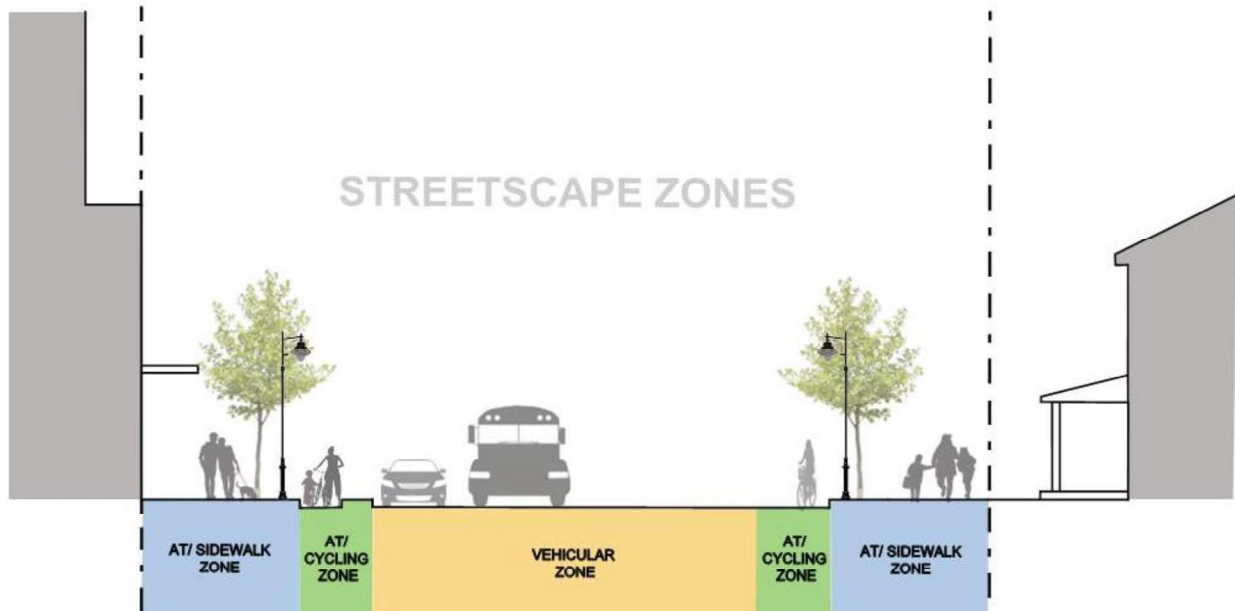 STREETSCAPE ZONES
AT/ SIDEWALK
ZONE
AT/
CYCLING
ZONE
VEHICULAR
ZONE
AT/
CYCLING
ZONE
AT/ SIDEWALK
ZONE